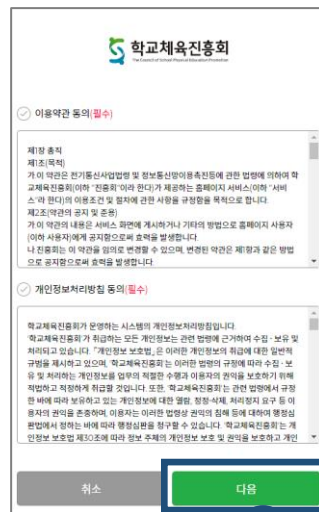 학교체육진흥회
The Council of School Physical Education Promotion
이용약관 동의(필수)
제1장 총칙
제1조(목적)
가.이 약관은 전기통신사업법령 및 정보통신망이용촉진등에 관한 법령에 의하여 학
교체육진흥회(이하 "진흥회"이라 한다)가 제공하는 홈페이지 서비스(이하 "서비
스"라 한다)의 이용조건 및 절차에 관한 사항을 규정함을 목적으로 합니다.
제2조(약관의 공지 및 준용)
가.이 약관의 내용은 서비스 화면에 게시하거나 기타의 방법으로 홈페이지 사용자
(이하 사용자)에게 공지함으로써 효력을 발생합니다.
나.진흥회는 이 약관을 임의로 변경할 수 있으며, 변경된 약관은 제1항과 같은 방법
으로 공지함으로써 효력을 발생합니다.
개인정보처리방침 동의(필수)
학교체육진흥회가 운영하는 시스템의 개인정보처리방침입니다.
'학교체육진흥회'가 취급하는 모든 개인정보는 관련 법령에 근거하여 수집 · 보유 및
처리되고 있습니다. 「개인정보 보호법」은 이러한 개인정보의 취급에 대한 일반적
규범을 제시하고 있으며, '학교체육진흥회'는 이러한 법령의 규정에 따라 수집 · 보
유 및 처리하는 개인정보를 업무의 적절한 수행과 이용자의 권익을 보호하기 위해
적법하고 적정하게 취급할 것입니다. 또한, '학교체육진흥회'는 관련 법령에서 규정
한 바에 따라 보유하고 있는 개인정보에 대한 열람, 정정·삭제, 처리정지 요구 등 이
용자의 권익을 존중하며, 이용자는 이러한 법령상 권익의 침해 등에 대하여 행정심
판법에서 정하는 바에 따라 행정심판을 청구할 수 있습니다. '학교체육진흥회'는 개
인정보 보호법 제30조에 따라 정보 주체의 개인정보 보호 및 권익을 보호하고 개인
취소
다음